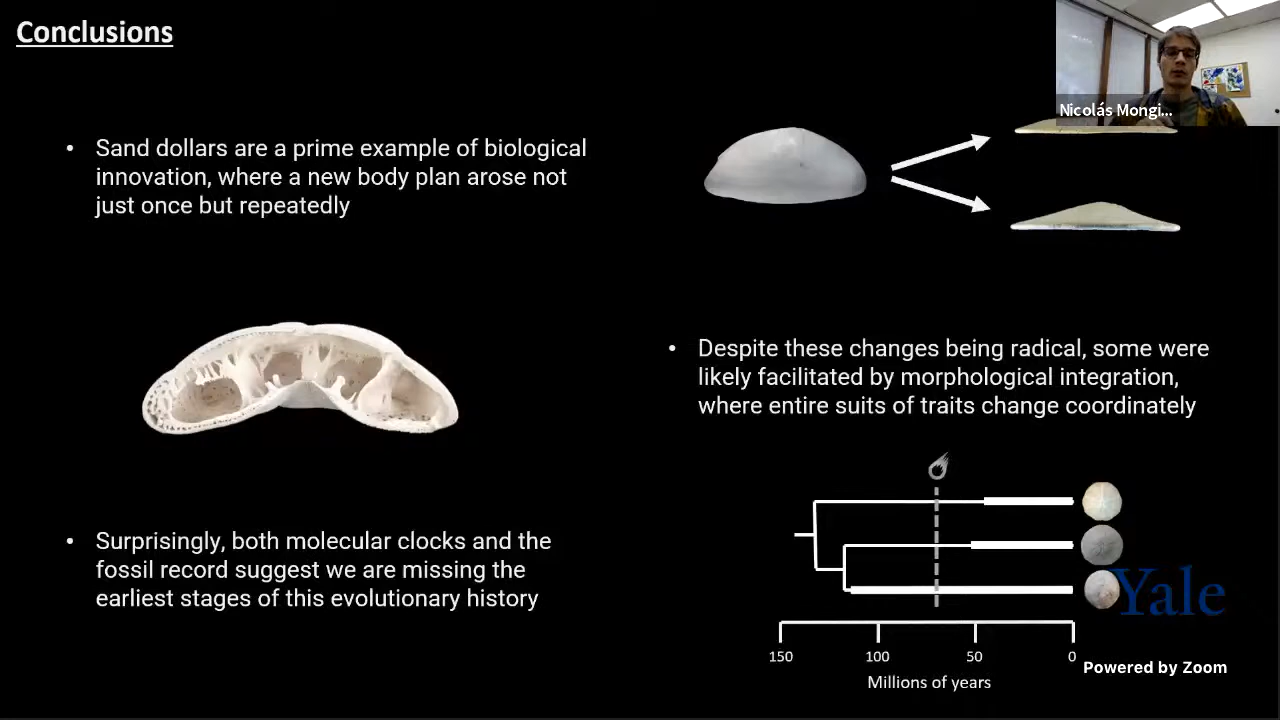 Conclusions
Nicolás Mongi...
• Sand dollars are a prime example of biological
innovation, where a new body plan arose not
just once but repeatedly
• Despite these changes being radical, some were
likely facilitated by morphological integration,
where entire suits of traits change coordinately
• Surprisingly, both molecular clocks and the
fossil record suggest we are missing the
earliest stages of this evolutionary history
Yale
150 100 50 0
Millions of years
Powered by Zoom